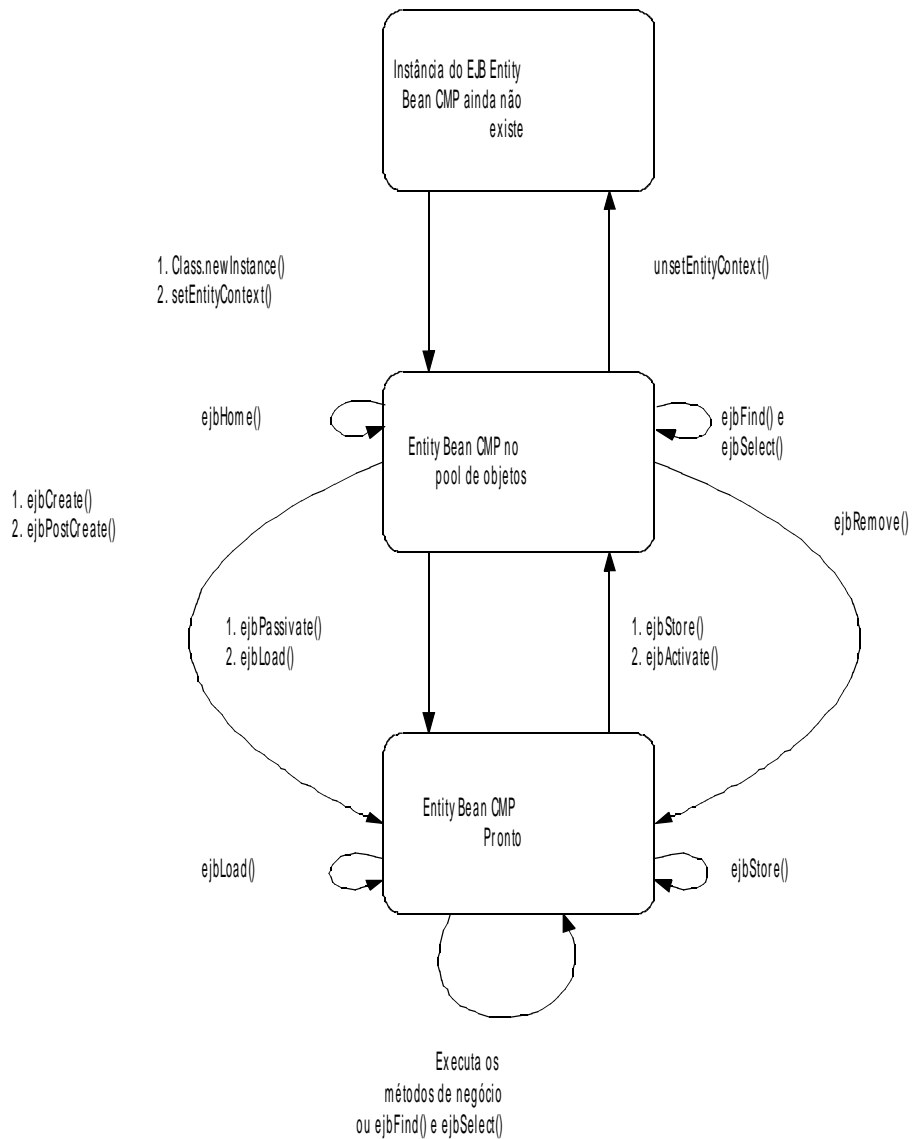 Instância do EJB Entity
Bean CMP ainda não
existe
1. Class.newInstance()
2. setEntityContext()
unsetEntityContext()
ejbHome()
ejbFind() e
ejbSelect()
Entity Bean CMP no
pool de objetos
1. ejbCreate()
2. ejbPostCreate()
ejbRemove()
1. ejbPassivate()
2. ejbLoad()
1. ejbStore()
2. ejbActivate()
Entity Bean CMP
Pronto
ejbLoad()
ejbStore()
Executa os
métodos de negócio
ou ejbFind() e ejbSelect()